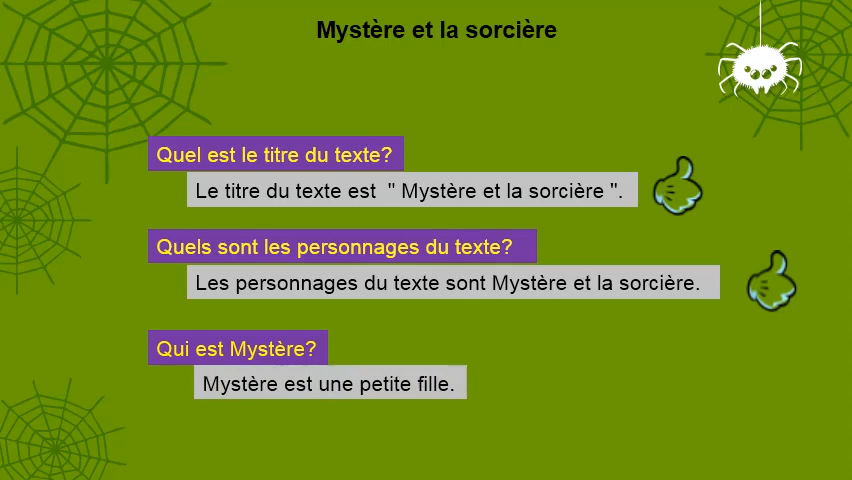 Mystère et la sorcière
Quel est le titre du texte?
Le titre du texte est " Mystère et la sorcière ".
Quels sont les personnages du texte?
Les personnages du texte sont Mystère et la sorcière.
Qui est Mystère?
Mystère est une petite fille.